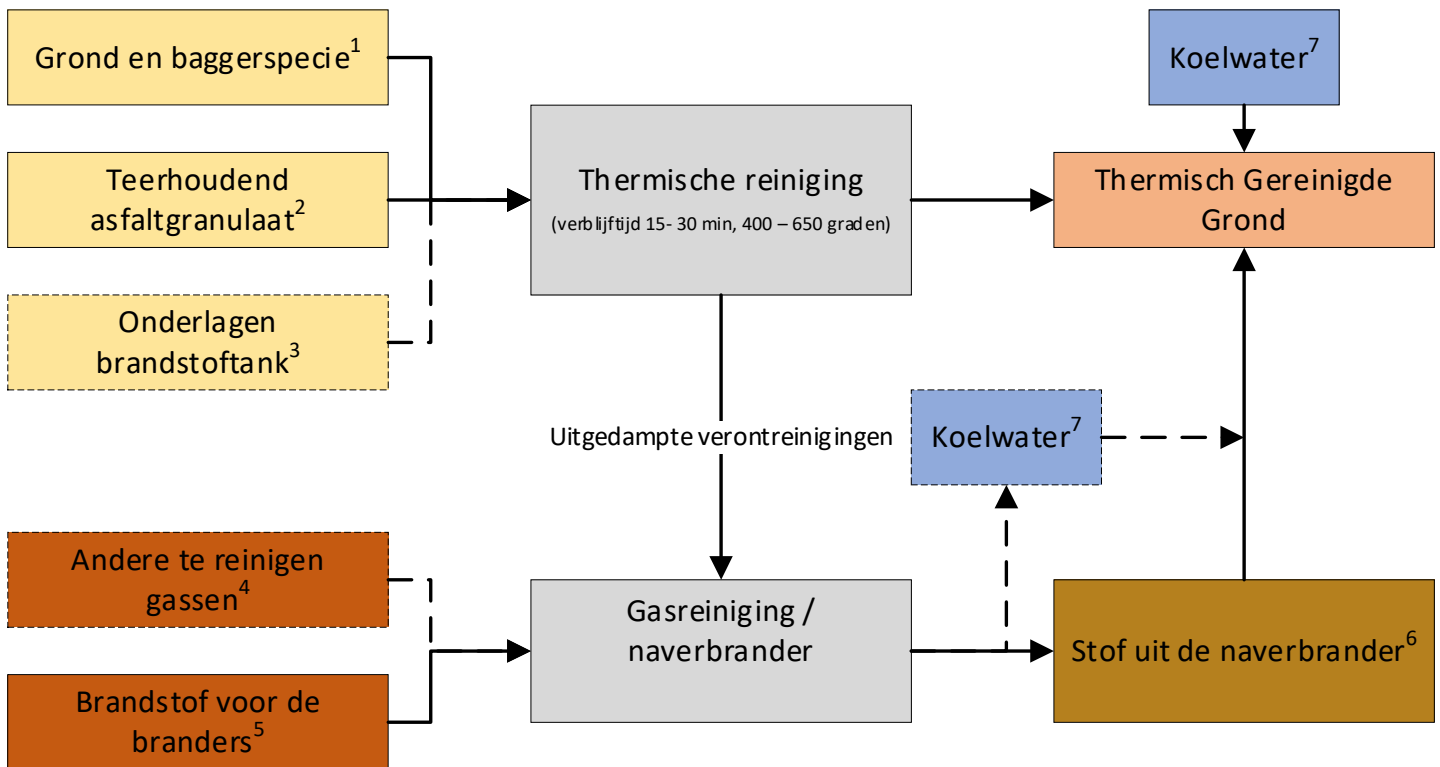 Grond en baggerspecie¹
Koelwater⁷
Teerhoudend
asfaltgranulaat²
Thermische reiniging
(verblijftijd 15- 30 min, 400 – 650 graden)
Thermisch Gereinigde
Grond
Onderlagen
brandstoftank³
Uitgedampte verontreinigingen
Koelwater⁷
Andere te reinigen
gassen⁴
Gasreiniging /
naverbrander
Stof uit de naverbrander⁶
Brandstof voor de
branders⁵